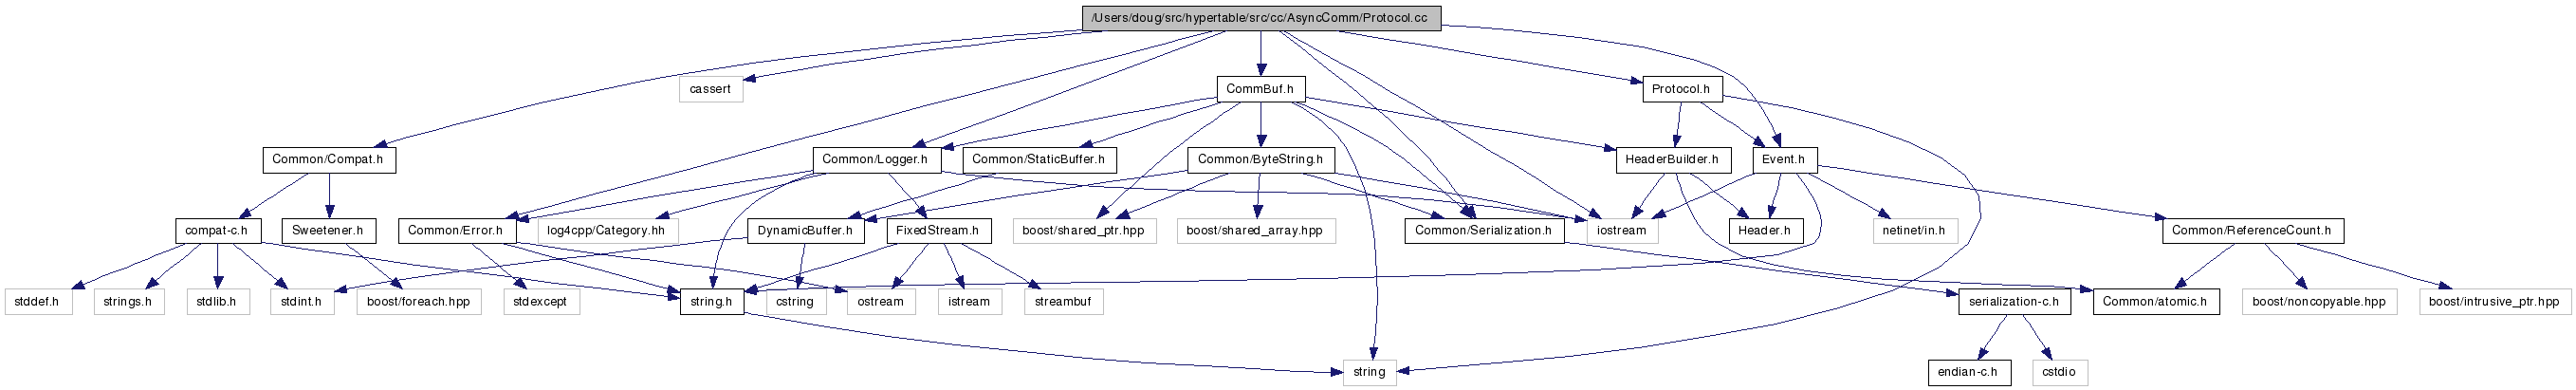 /Users/doug/src/hypertable/src/cc/AsyncComm/Protocol.cc
cassert
CommBuf.h
Protocol.h
Common/Compat.h
Common/Logger.h
Common/StaticBuffer.h
Common/ByteString.h
HeaderBuilder.h
Event.h
compat-c.h
Sweetener.h
Common/Error.h
log4cpp/Category.hh
DynamicBuffer.h
FixedStream.h
boost/shared_ptr.hpp
boost/shared_array.hpp
Common/Serialization.h
iostream
Header.h
netinet/in.h
Common/ReferenceCount.h
stddef.h
strings.h
stdlib.h
stdint.h
boost/foreach.hpp
stdexcept
string.h
cstring
ostream
istream
streambuf
serialization-c.h
Common/atomic.h
boost/noncopyable.hpp
boost/intrusive_ptr.hpp
string
endian-c.h
cstdio